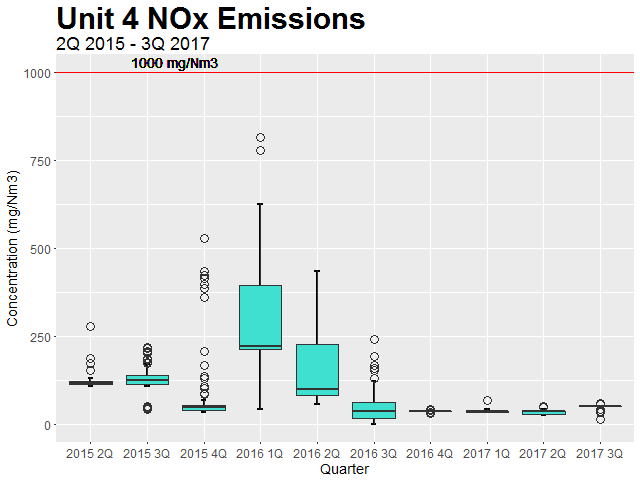 Unit 4 NOx Emissions
2Q 2015 - 3Q 2017
1000 mg/Nm3
Concentration (mg/Nm3)
1000
750
500
250
0
2015 2Q 2015 3Q 2015 4Q 2016 1Q 2016 2Q 2016 3Q 2016 4Q 2017 1Q 2017 2Q 2017 3Q
Quarter